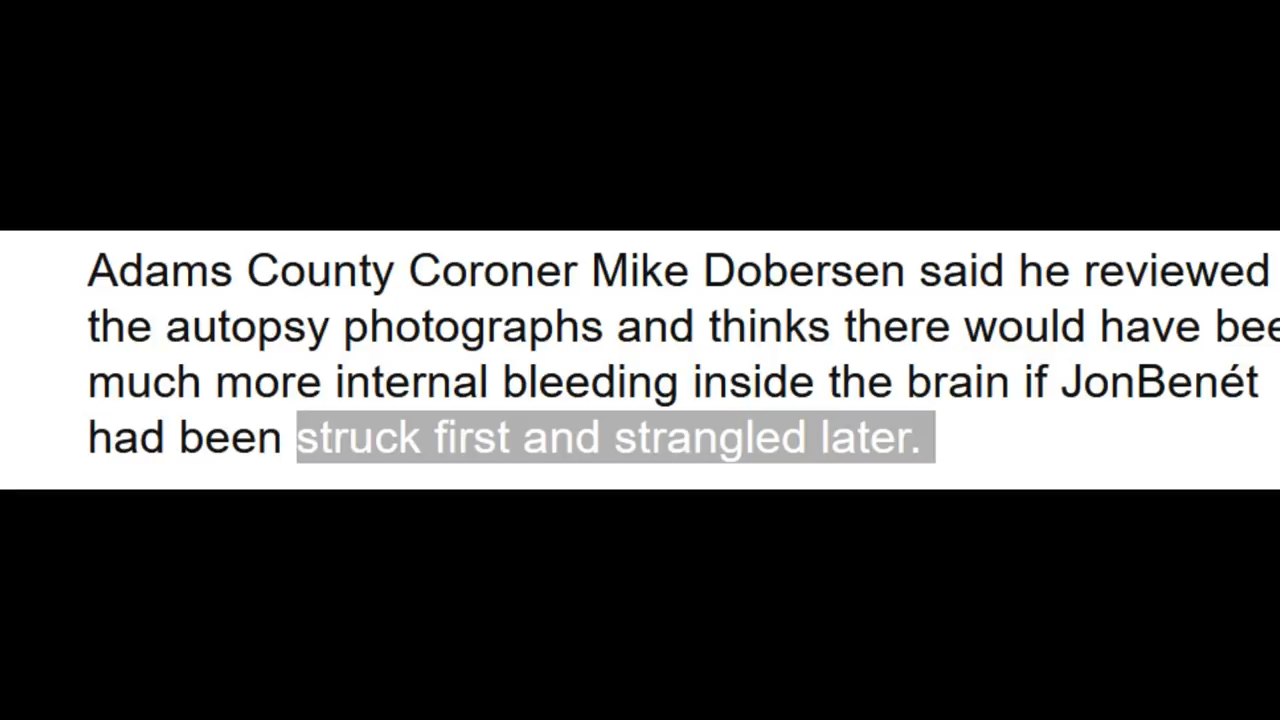 Adams County Coroner Mike Dobersen said he reviewed
the autopsy photographs and thinks there would have bee
much more internal bleeding inside the brain if JonBenét
had been struck first and strangled later.